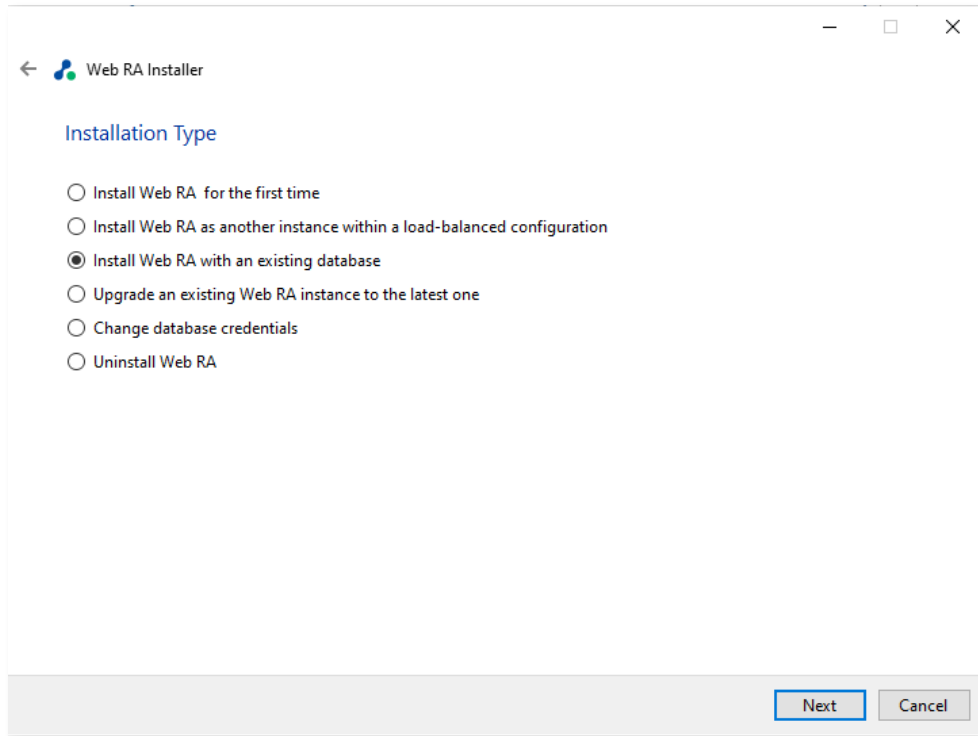 Web RA Installer
Installation Type
Install Web RA for the first time
Install Web RA as another instance within a load-balanced configuration
Install Web RA with an existing database
Upgrade an existing Web RA instance to the latest one
Change database credentials
Uninstall Web RA
Next Cancel